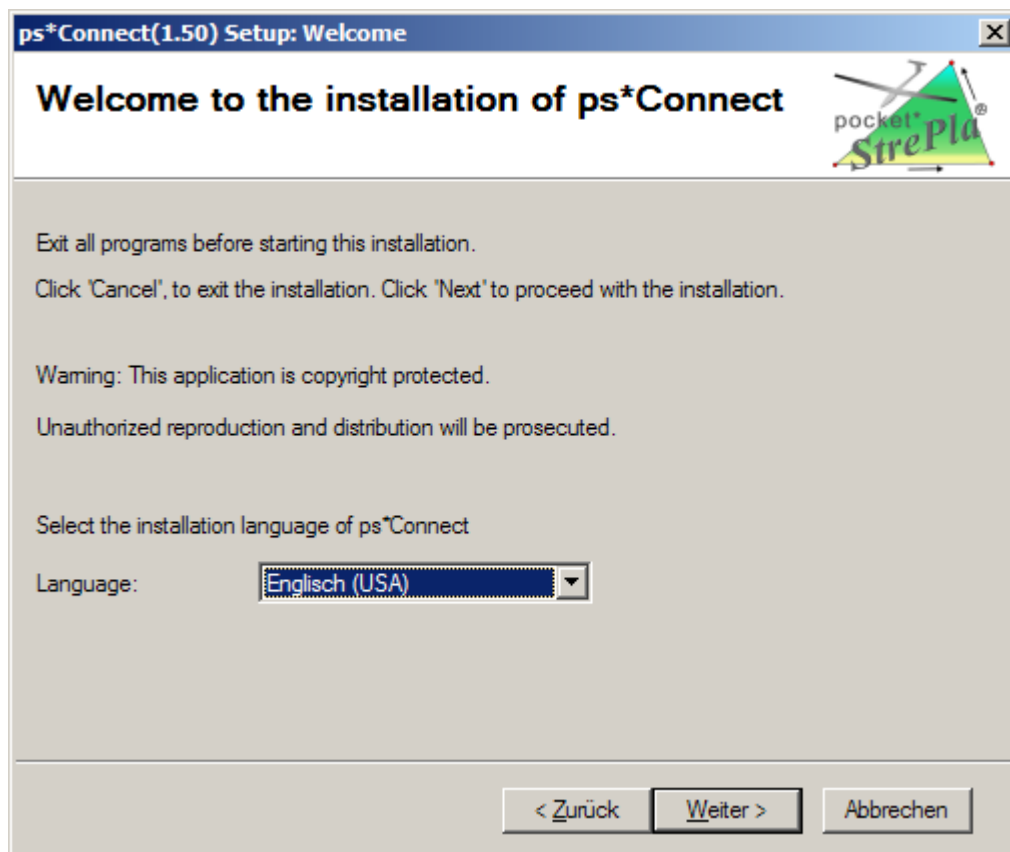 ps*Connect(1.50) Setup: Welcome
Welcome to the installation of ps*Connect
pocket*
StrePla®
Exit all programs before starting this installation.
Click 'Cancel', to exit the installation. Click 'Next' to proceed with the installation.
Warning: This application is copyright protected.
Unauthorized reproduction and distribution will be prosecuted.
Select the installation language of ps*Connect
Language: Englisch (USA)
< Zurück Weiter > Abbrechen